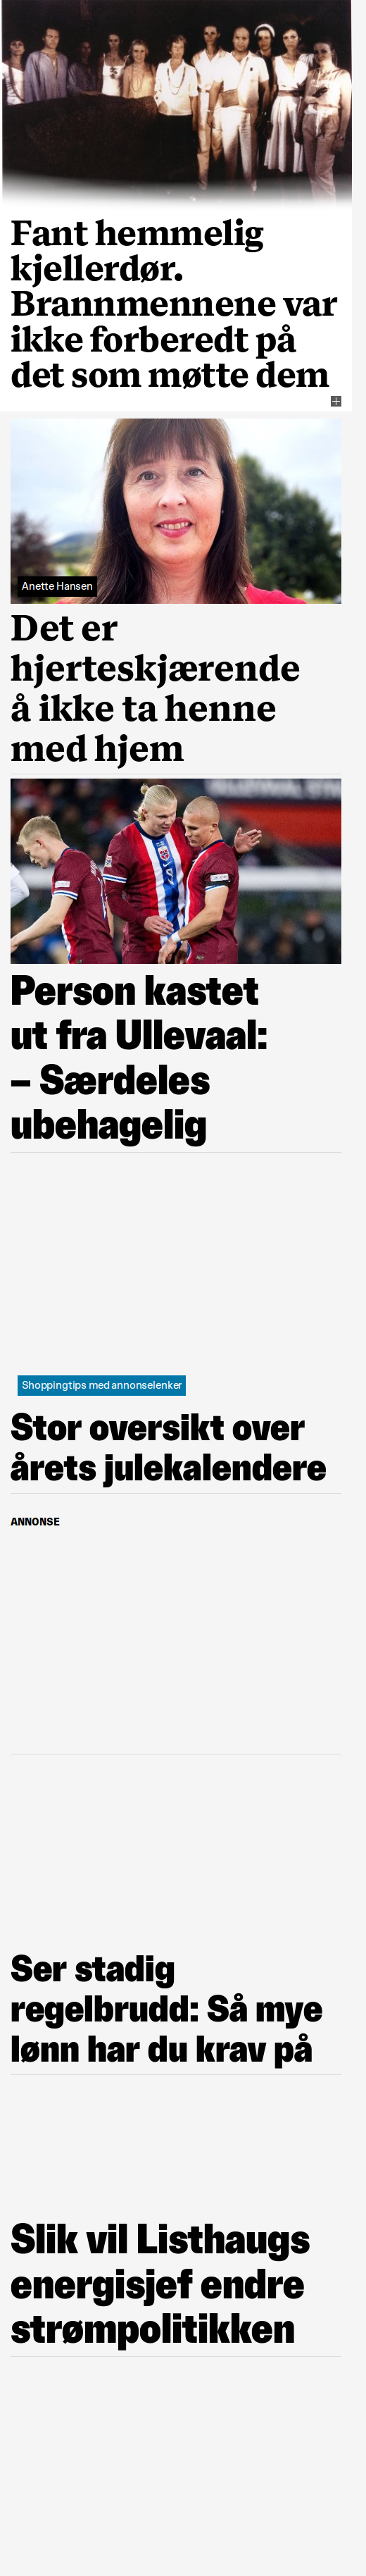 Fant hemmelig
kjellerdør.
Brannmennene var
ikke forberedt på
det som møtte dem
Anette Hansen
Det er
hjerteskjærende
å ikke ta henne
med hjem
Person kastet
ut fra Ullevaal:
– Særdeles
ubehagelig
Shoppingtips med annonselenker
Stor oversikt over
årets julekalendere
ANNONSE
Ser stadig
regelbrudd: Så mye
lønn har du krav på
Slik vil Listhaugs
energisjef endre
strømpolitikken